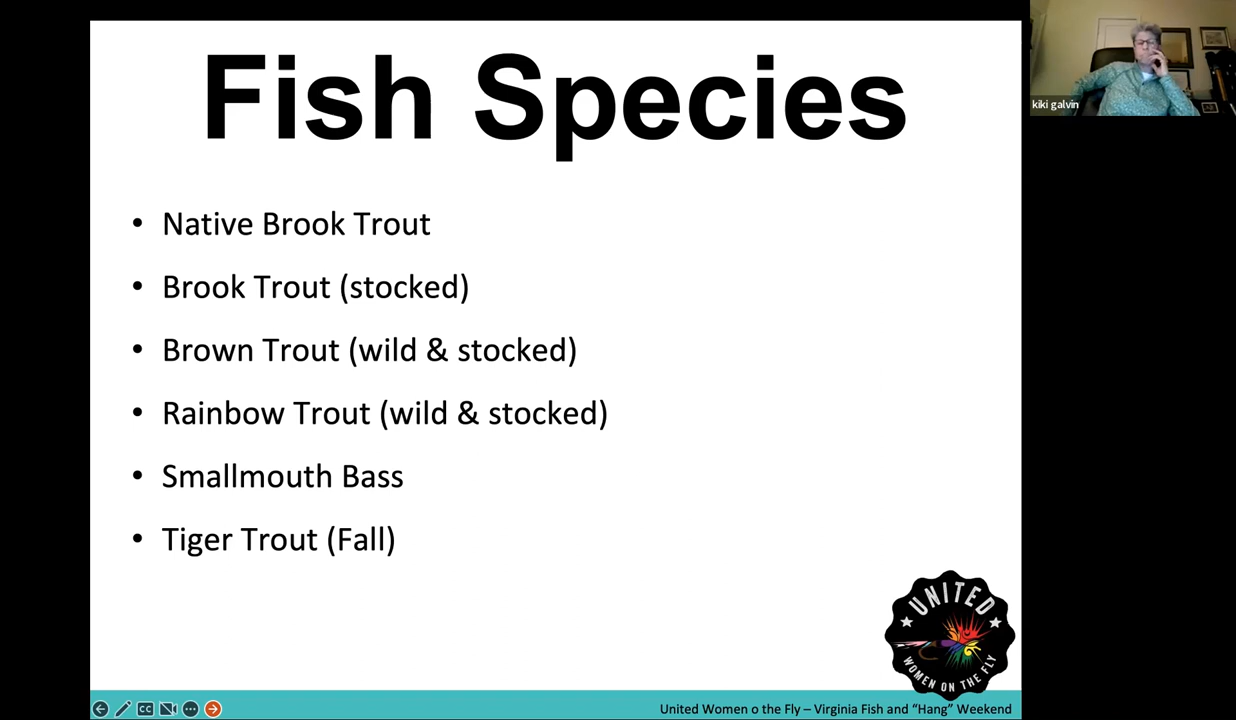 Fish Species
kiki galvin
• Native Brook Trout
• Brook Trout (stocked)
• Brown Trout (wild & stocked)
• Rainbow Trout (wild & stocked)
• Smallmouth Bass
• Tiger Trout (Fall)
UNITED
WOMEN ON THE FLY
CC
United Women o the Fly – Virginia Fish and “Hang” Weekend